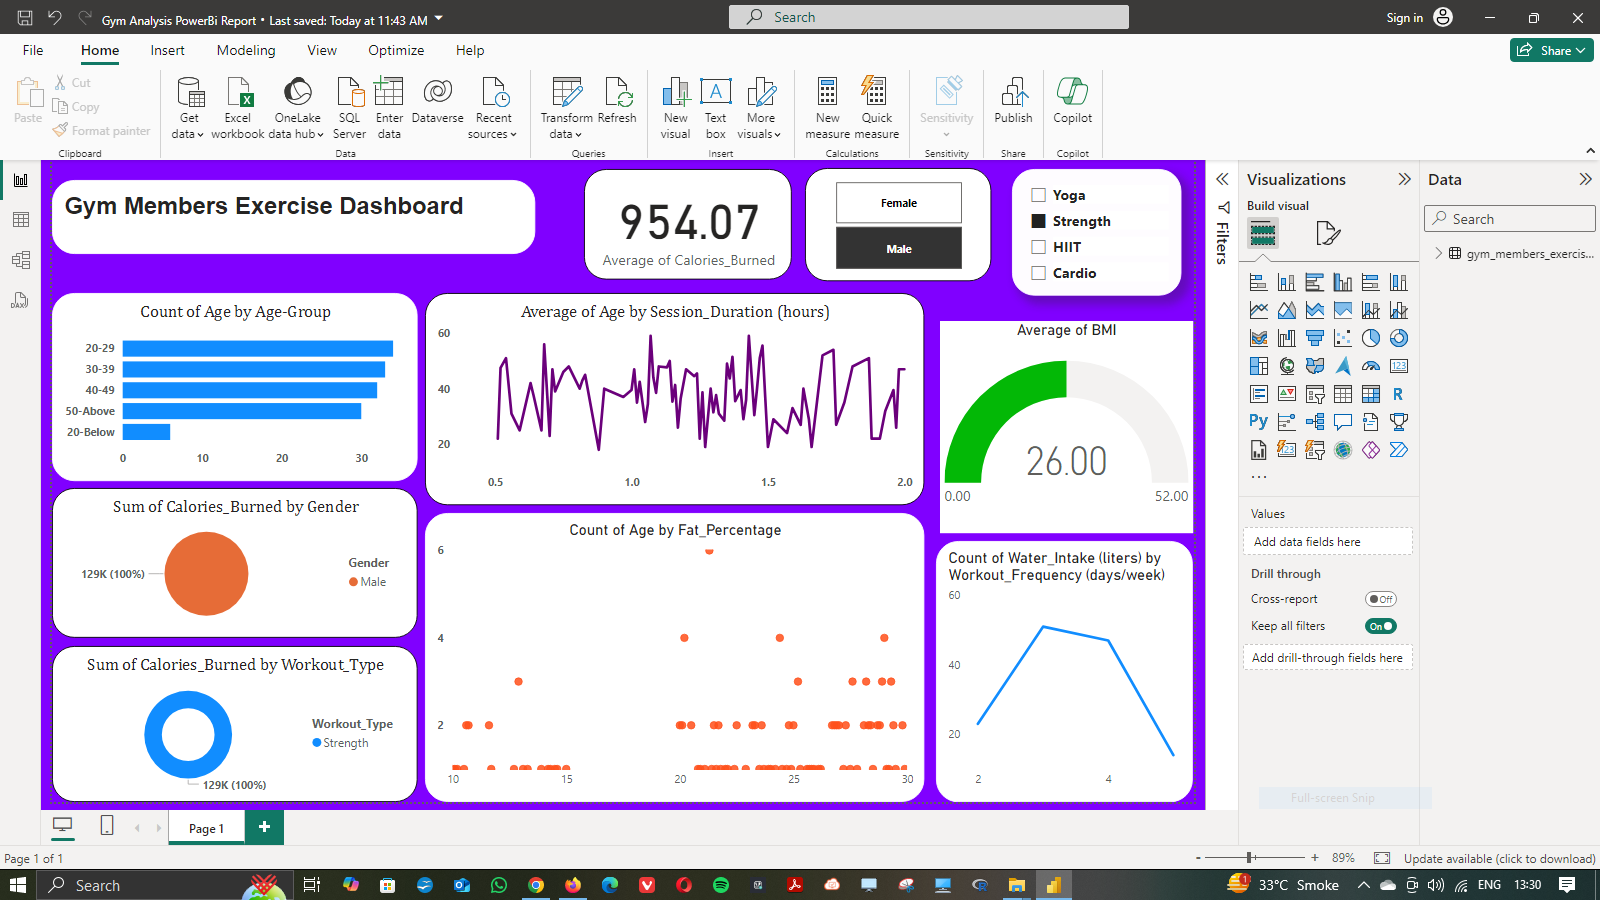 Gym Analysis PowerBi Report • Last saved: Today at 11:43 AM
Search
Sign in
File Home Insert Modeling View Optimize Help
Share
Paste
Cut
Copy
Format painter
Clipboard
Get data
Excel workbook
OneLake data hub
SQL Server
Enter data
Dataverse
Recent sources
Data
Transform data
Refresh
Queries
New visual
Text box
More visuals
Insert
New measure
Quick measure
Calculations
Sensitivity
Sensitivity
Publish
Share
Copilot
Copilot
Gym Members Exercise Dashboard
954.07
Average of Calories_Burned
Female
Male
Yoga
Strength
HIIT
Cardio
Count of Age by Age-Group
20-29
30-39
40-49
50-Above
20-Below
0 10 20 30
Average of Age by Session_Duration (hours)
60
40
20
0.5 1.0 1.5 2.0
Average of BMI
26.00
0.00 52.00
Sum of Calories_Burned by Gender
129K (100%)
Gender
Male
Sum of Calories_Burned by Workout_Type
Workout_Type
Strength
129K (100%)
Count of Age by Fat_Percentage
6
4
2
10 15 20 25 30
Count of Water_Intake (liters) by
Workout_Frequency (days/week)
60
40
20
2 4
Filters
Visualizations
Build visual
123
R
Py
123
...
Values
Add data fields here
Drill through
Cross-report
Off
Keep all filters
On
Add drill-through fields here
Data
Search
gym_members_exercis...
Full-screen Snip
DAX
Page 1
+
Page 1 of 1
- + 89%
Update available (click to download)
Search
1
33°C Smoke
ENG
13:30